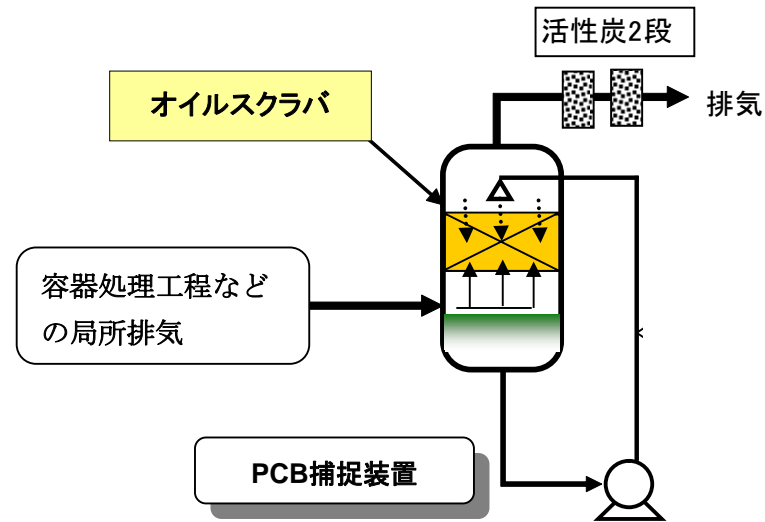 活性炭2段
オイルスクラバ
排気
容器処理工程など
の局所排気
PCB捕捉装置